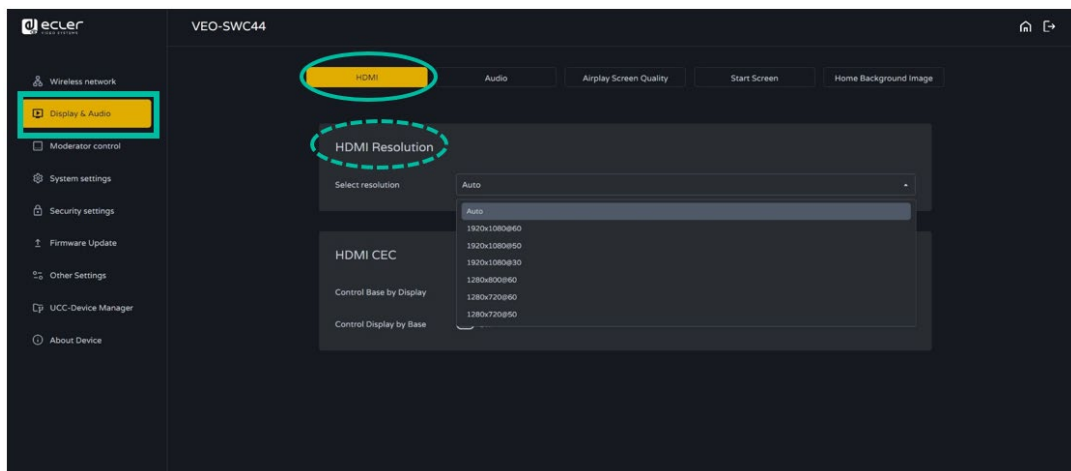 ecler
VIDEO SYSTEMS
VEO-SWC44
Wireless network
Display & Audio
Moderator control
System settings
Security settings
Firmware Update
Other Settings
UCC-Device Manager
About Device
HDMI
Audio
Airplay Screen Quality
Start Screen
Home Background Image
HDMI Resolution
Select resolution
Auto
Auto
1920x1080@60
1920x1080@50
1920x1080@30
1280x800@60
1280x720@60
1280x720@50
HDMI CEC
Control Base by Display
Control Display by Base